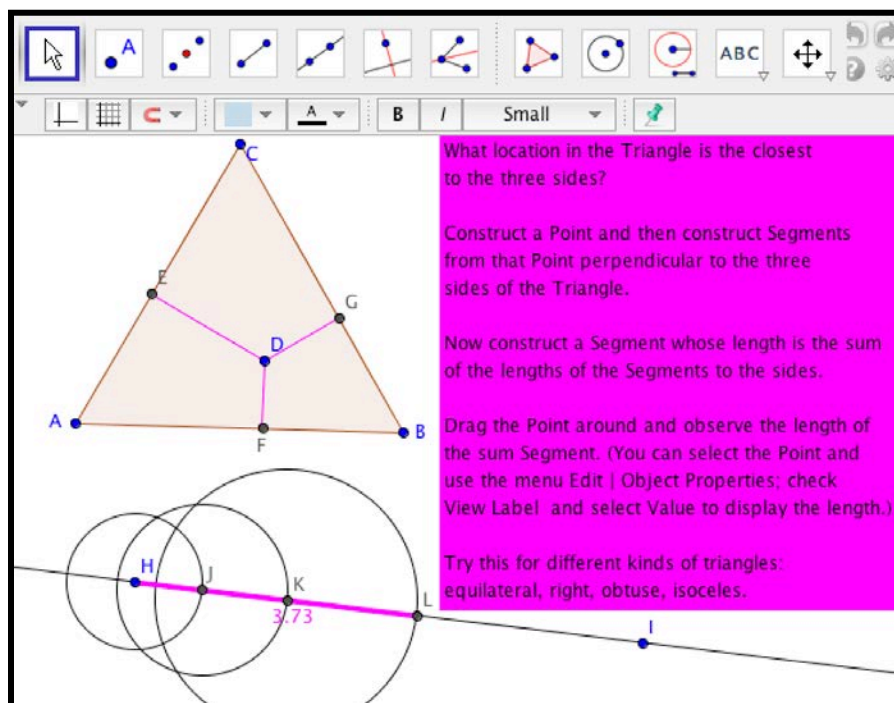 A
ABC
A
B
I
Small
C
What location in the Triangle is the closest
to the three sides?
Construct a Point and then construct Segments
from that Point perpendicular to the three
sides of the Triangle.
Now construct a Segment whose length is the sum
of the lengths of the Segments to the sides.
Drag the Point around and observe the length of
the sum Segment. (You can select the Point and
use the menu Edit | Object Properties; check
View Label and select Value to display the length.)
Try this for different kinds of triangles:
equilateral, right, obtuse, isoceles.
E
G
D
A
F
B
H
J
K
L
3.73
I